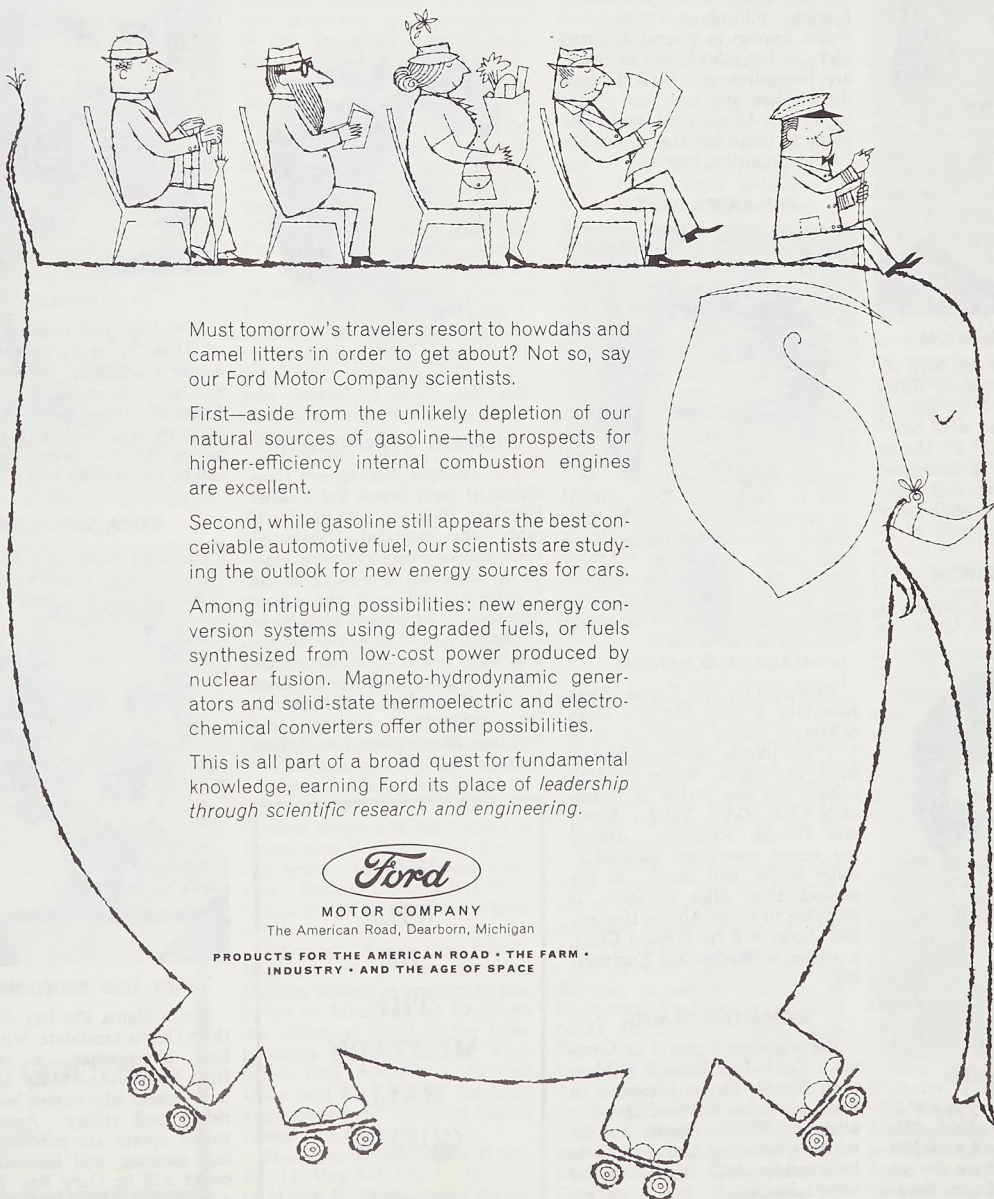 Must tomorrow's travelers resort to howdahs and
camel litters in order to get about? Not so, say
our Ford Motor Company scientists.
First—aside from the unlikely depletion of our
natural sources of gasoline—the prospects for
higher-efficiency internal combustion engines
are excellent.
Second, while gasoline still appears the best con-
ceivable automotive fuel, our scientists are study-
ing the outlook for new energy sources for cars.
Among intriguing possibilities: new energy con-
version systems using degraded fuels, or fuels
synthesized from low-cost power produced by
nuclear fusion. Magneto-hydrodynamic gener-
ators and solid-state thermoelectric and electro-
chemical converters offer other possibilities.
This is all part of a broad quest for fundamental
knowledge, earning Ford its place of leadership
through scientific research and engineering.
Ford
MOTOR COMPANY
The American Road, Dearborn, Michigan
PRODUCTS FOR THE AMERICAN ROAD • THE FARM •
INDUSTRY • AND THE AGE OF SPACE